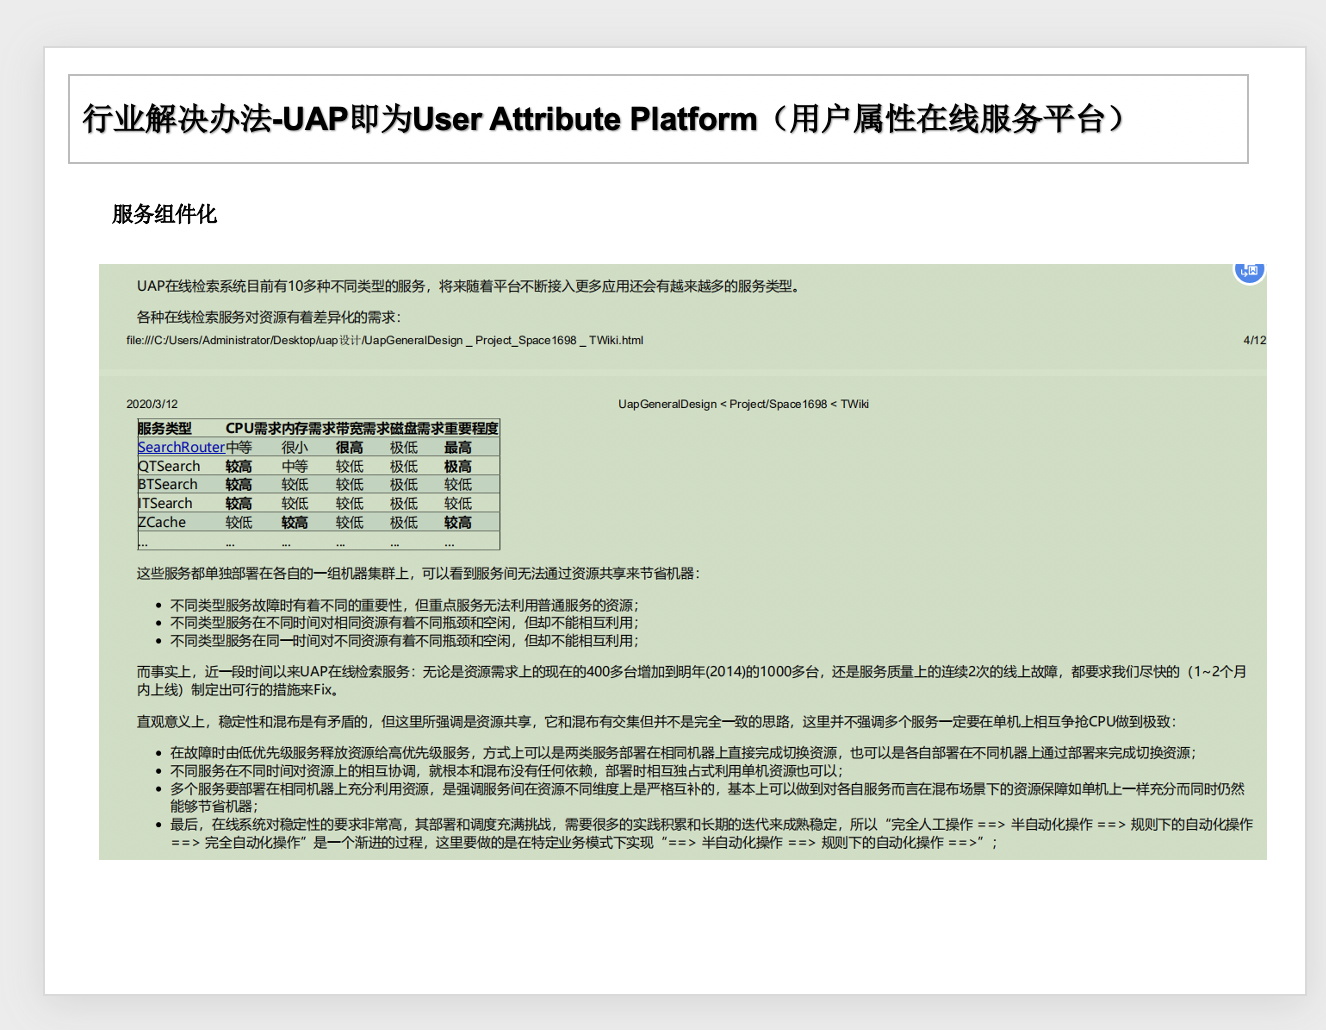 行业解决办法-UAP即为User Attribute Platform（用户属性在线服务平台）
服务组件化
UAP在线检索系统目前有10多种不同类型的服务，将来随着平台不断接入更多应用还会有越来越多的服务类型。
各种在线检索服务对资源有着差异化的需求：
file:///C:/Users/Administrator/Desktop/uap设计/UapGeneralDesign _ Project_Space1698 _ TWiki.html 4/12
2020/3/12 UapGeneralDesign < Project/Space1698 < TWiki
服务类型 CPU需求 内存需求 带宽需求 磁盘需求 重要程度
SearchRouter 中等 很小 很高 极低 最高
QTSearch 较高 中等 较低 极低 极高
BTSearch 较高 较低 较低 极低 较低
ITSearch 较高 较低 较低 极低 较低
ZCache 较低 较高 较低 极低 较高
... ... ... ... ... ...
这些服务都单独部署在各自的一组机器集群上，可以看到服务间无法通过资源共享来节省机器：
• 不同类型服务故障时有着不同的重要性，但重点服务无法利用普通服务的资源；
• 不同类型服务在不同时间对相同资源有着不同瓶颈和空闲，但却不能相互利用；
• 不同类型服务在同一时间对不同资源有着不同瓶颈和空闲，但却不能相互利用；
而事实上，近一段时间以来UAP在线检索服务：无论是资源需求上的现在的400多台增加到明年(2014)的1000多台，还是服务质量上的连续2次的线上故障，都要求我们尽快的（1~2个月
内上线）制定出可行的措施来Fix。
直观意义上，稳定性和混布是有矛盾的，但这里所强调是资源共享，它和混布有交集但并不是完全一致的思路，这里并不强调多个服务一定要在单机上相互争抢CPU做到极致：
• 在故障时由低优先级服务释放资源给高优先级服务，方式上可以是两类服务部署在相同机器上直接完成切换资源，也可以是各自部署在不同机器上通过部署来完成切换资源；
• 不同服务在不同时间对资源上的相互协调，就根本和混布没有任何依赖，部署时相互独占式利用单机资源也可以；
• 多个服务要部署在相同机器上充分利用资源，是强调服务间在资源不同维度上是严格互补的，基本上可以做到对各自服务而言在混布场景下的资源保障如单机上一样充分而同时仍然
能够节省机器；
• 最后，在线系统对稳定性的要求非常高，其部署和调度充满挑战，需要很多的实践积累和长期的迭代来成熟稳定，所以“完全人工操作 ==> 半自动化操作 ==> 规则下的自动化操作
==> 完全自动化操作”是一个渐进的过程，这里要做的是在特定业务模式下实现“==> 半自动化操作 ==> 规则下的自动化操作 ==>”；